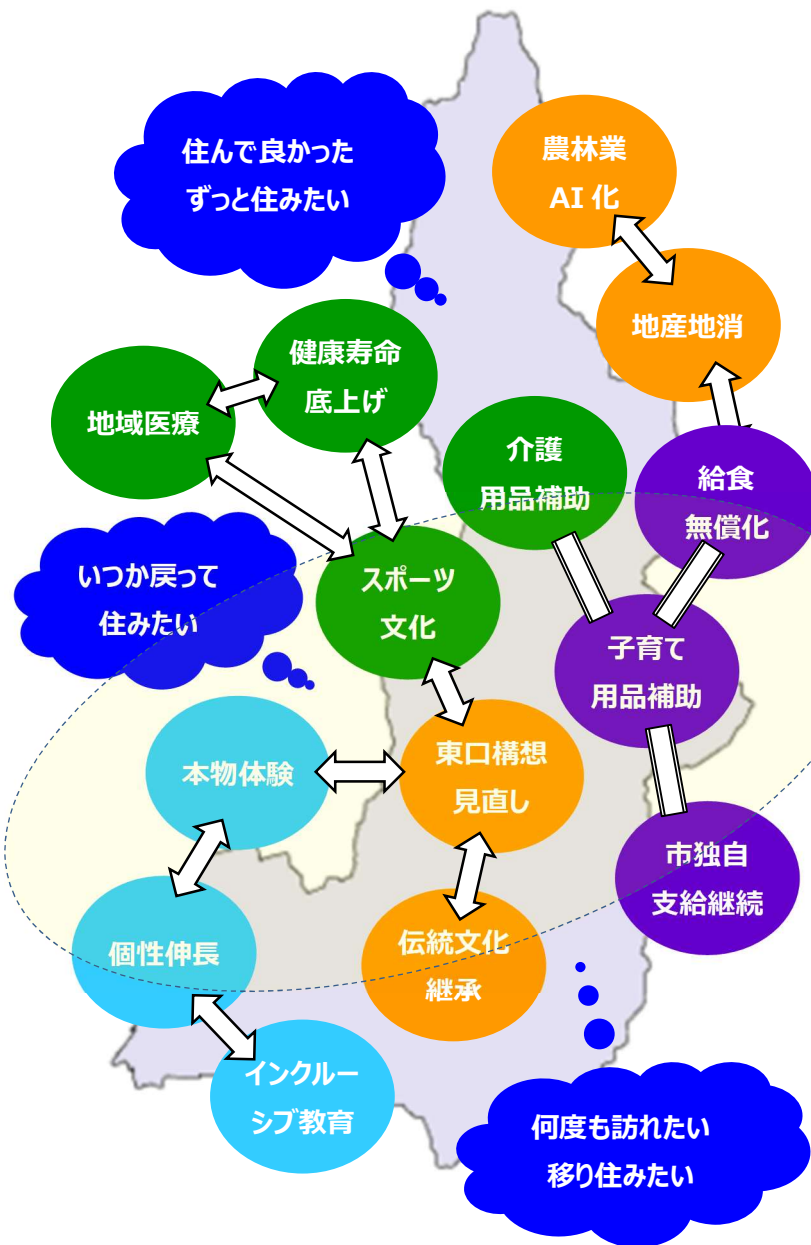 住んで良かった
ずっと住みたい
農林業
AI 化
地産地消
健康寿命
底上げ
地域医療
介護
用品補助
給食
無償化
いつか戻って
住みたい
スポーツ
文化
子育て
用品補助
本物体験
東口構想
見直し
市独自
支給継続
個性伸長
伝統文化
継承
インクルー
シブ教育
何度も訪れたい
移り住みたい